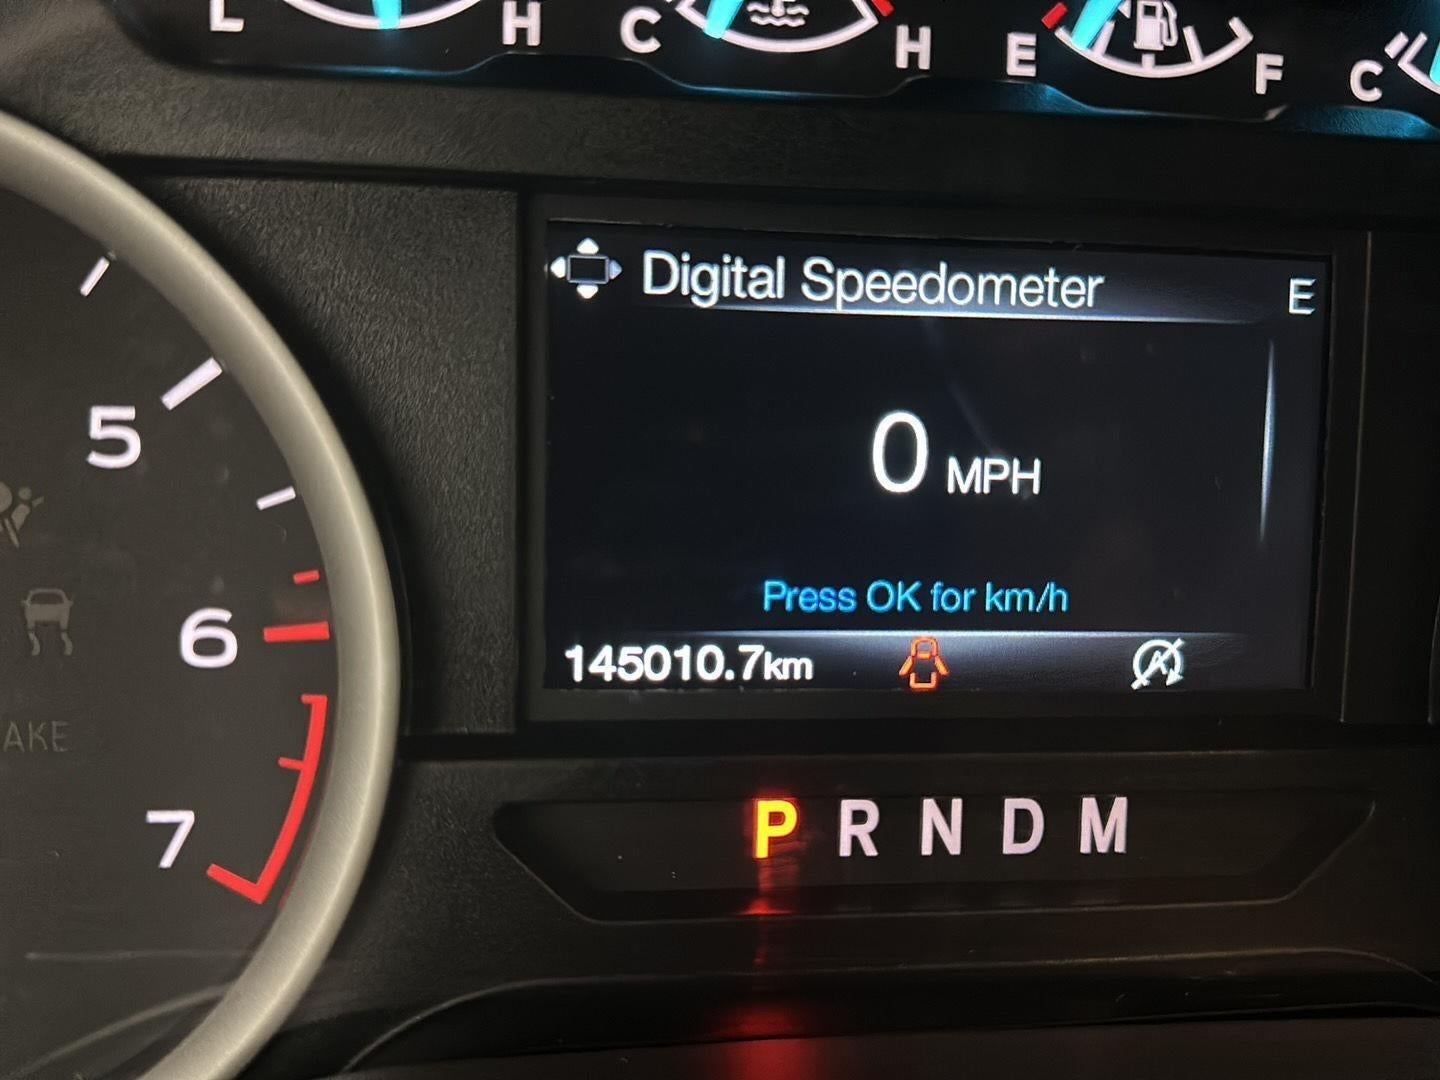 L H C H E F C
Digital Speedometer E
0 MPH
Press OK for km/h
145010.7km
5
6
7
AKE
P R N D M